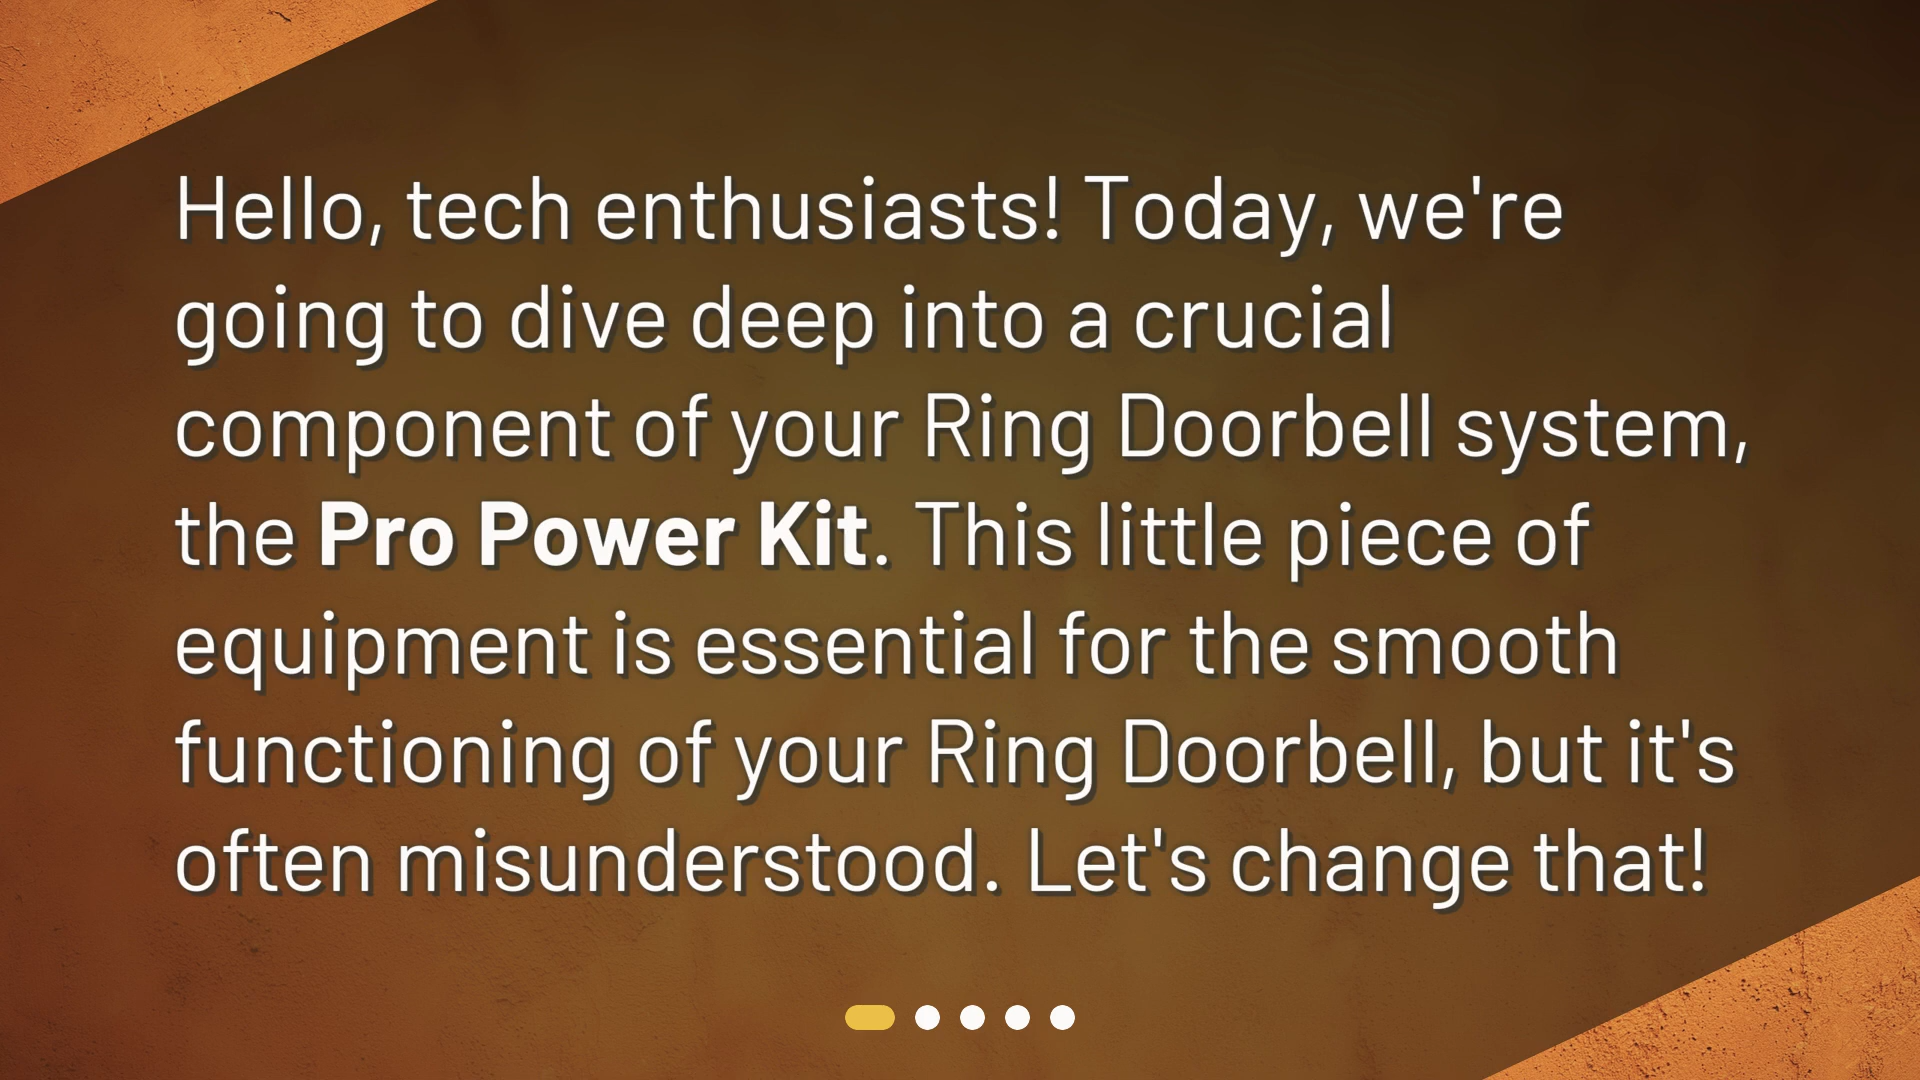 Hello, tech enthusiasts! Today, we're
going to dive deep into a crucial
component of your Ring Doorbell system,
the Pro Power Kit. This little piece of
equipment is essential for the smooth
functioning of your Ring Doorbell, but it's
often misunderstood. Let's change that!